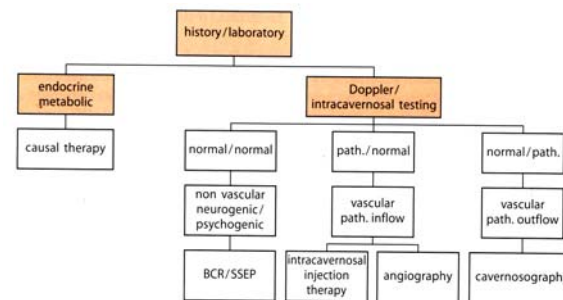 history/laboratory
endocrine
metabolic
Doppler/
intracavernosal testing
causal therapy
normal/normal
path./normal
normal/path.
non vascular
neurogenic/
psychogenic
vascular
path. inflow
vascular
path. outflow
BCR/SSEP
intracavernosal
injection
therapy
angiography
cavernosography